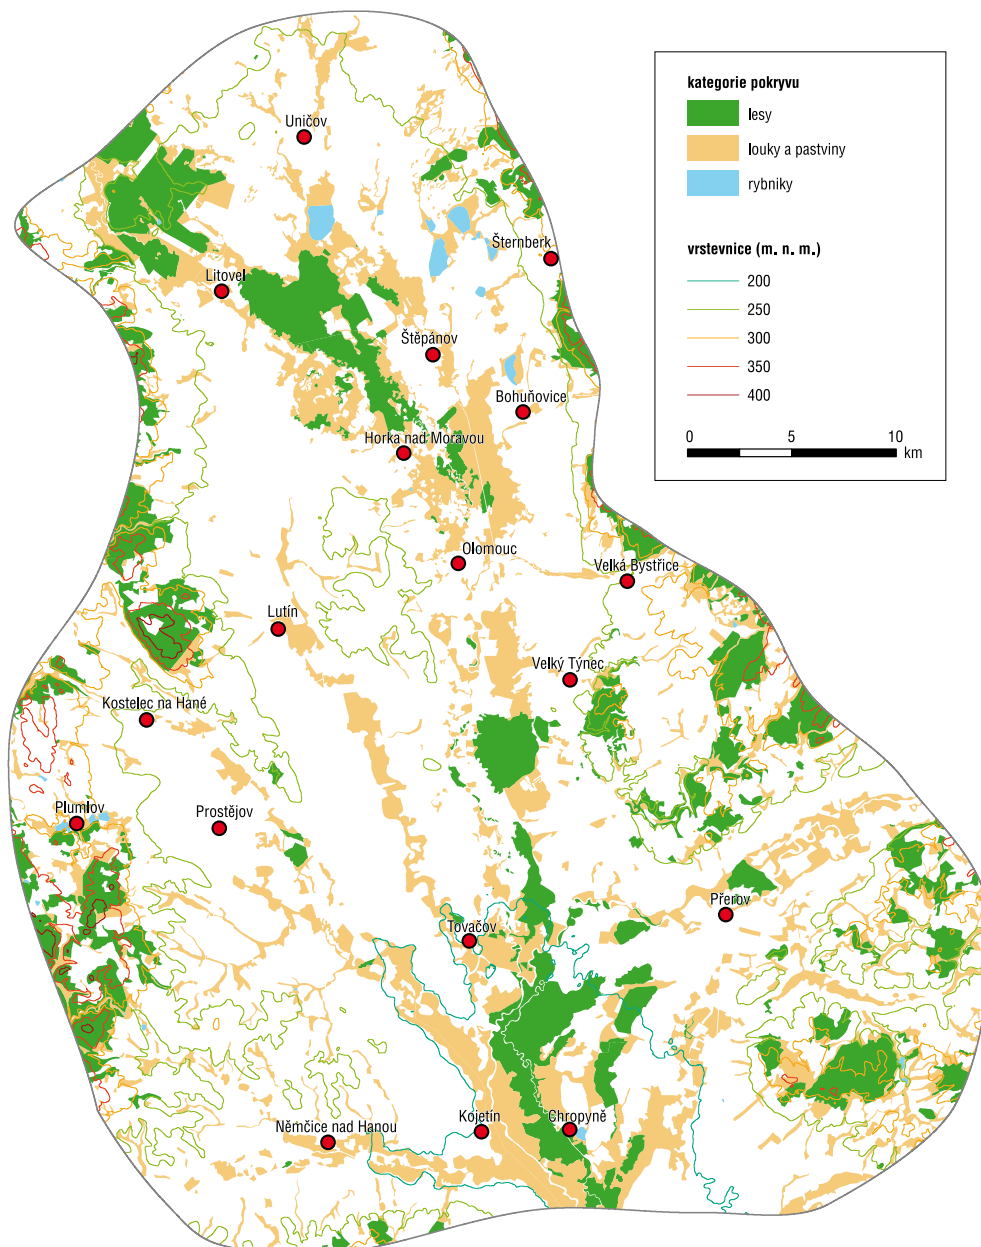 kategorie pokryvu
lesy
louky a pastviny
rybniky
vrstevnice (m. n. m.)
200
250
300
350
400
0 5 10
km
Uničov
Šternberk
Litovel
Štěpánov
Bohuňovice
Horka nad Moravou
Olomouc
Velká Bystřice
Lutín
Velký Týnec
Kostelec na Hané
Plumlov
Prostějov
Přerov
Tovačov
Kojetín
Chropyně
Němčice nad Hanou